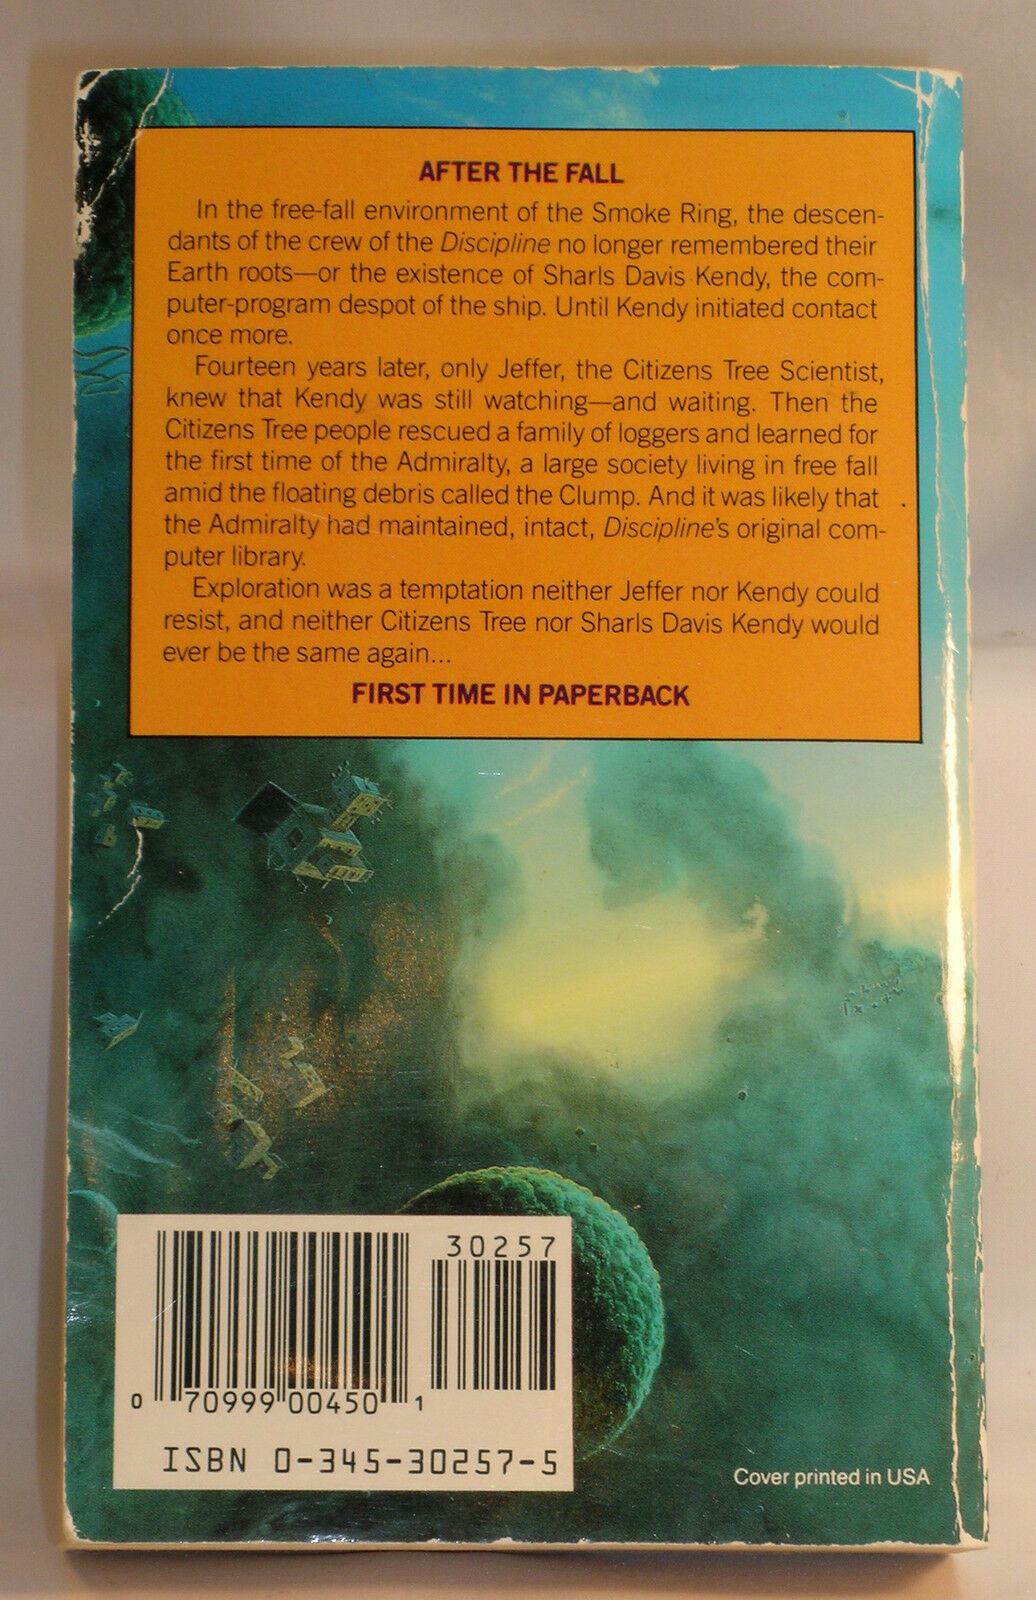 AFTER THE FALL
In the free-fall environment of the Smoke Ring, the descen-
dants of the crew of the Discipline no longer remembered their
Earth roots—or the existence of Sharls Davis Kendy, the com-
puter-program despot of the ship. Until Kendy initiated contact
once more.
Fourteen years later, only Jeffer, the Citizens Tree Scientist,
knew that Kendy was still watching—and waiting. Then the
Citizens Tree people rescued a family of loggers and learned for
the first time of the Admiralty, a large society living in free fall
amid the floating debris called the Clump. And it was likely that
the Admiralty had maintained, intact, Discipline's original com-
puter library.
Exploration was a temptation neither Jeffer nor Kendy could
resist, and neither Citizens Tree nor Sharls Davis Kendy would
ever be the same again...
FIRST TIME IN PAPERBACK
30257
0 70999 00450 1
ISBN 0-345-30257-5
Cover printed in USA